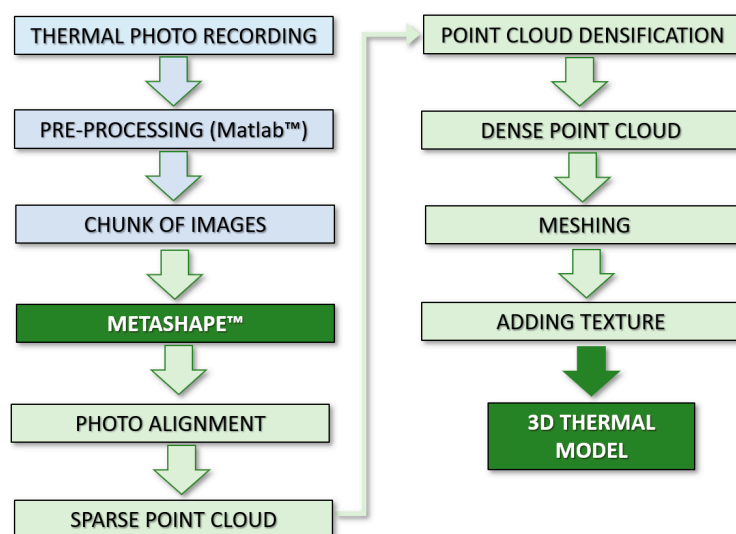 THERMAL PHOTO RECORDING
PRE-PROCESSING (Matlab™)
CHUNK OF IMAGES
METASHAPE™
PHOTO ALIGNMENT
SPARSE POINT CLOUD
POINT CLOUD DENSIFICATION
DENSE POINT CLOUD
MESHING
ADDING TEXTURE
3D THERMAL
MODEL